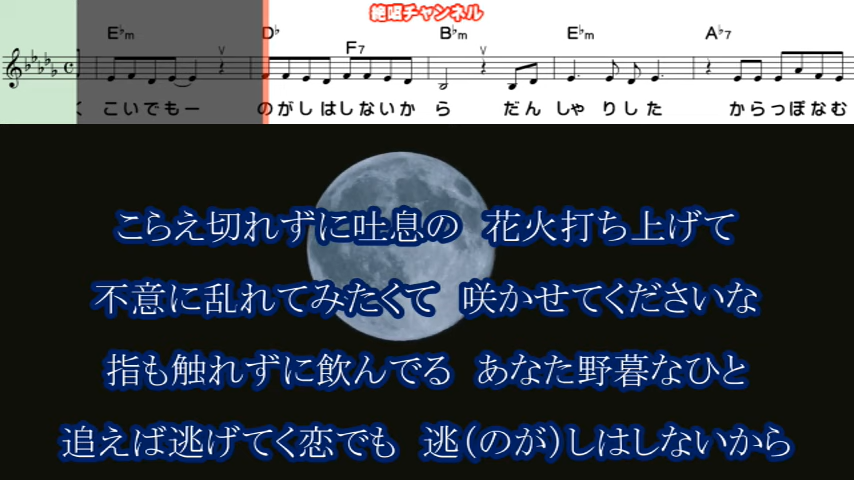 絶唱チャンネル
E♭m D♭ F7 B♭m E♭m A♭7
く こいでもー のがしはしないから だんしゃりした からっぽなむ
こらえ切れずに吐息の 花火打ち上げて
不意に乱れてみたくて 咲かせてくださいな
指も触れずに飲んでる あなた野暮なひと
追えば逃げてく恋でも 逃(のが)しはしないから